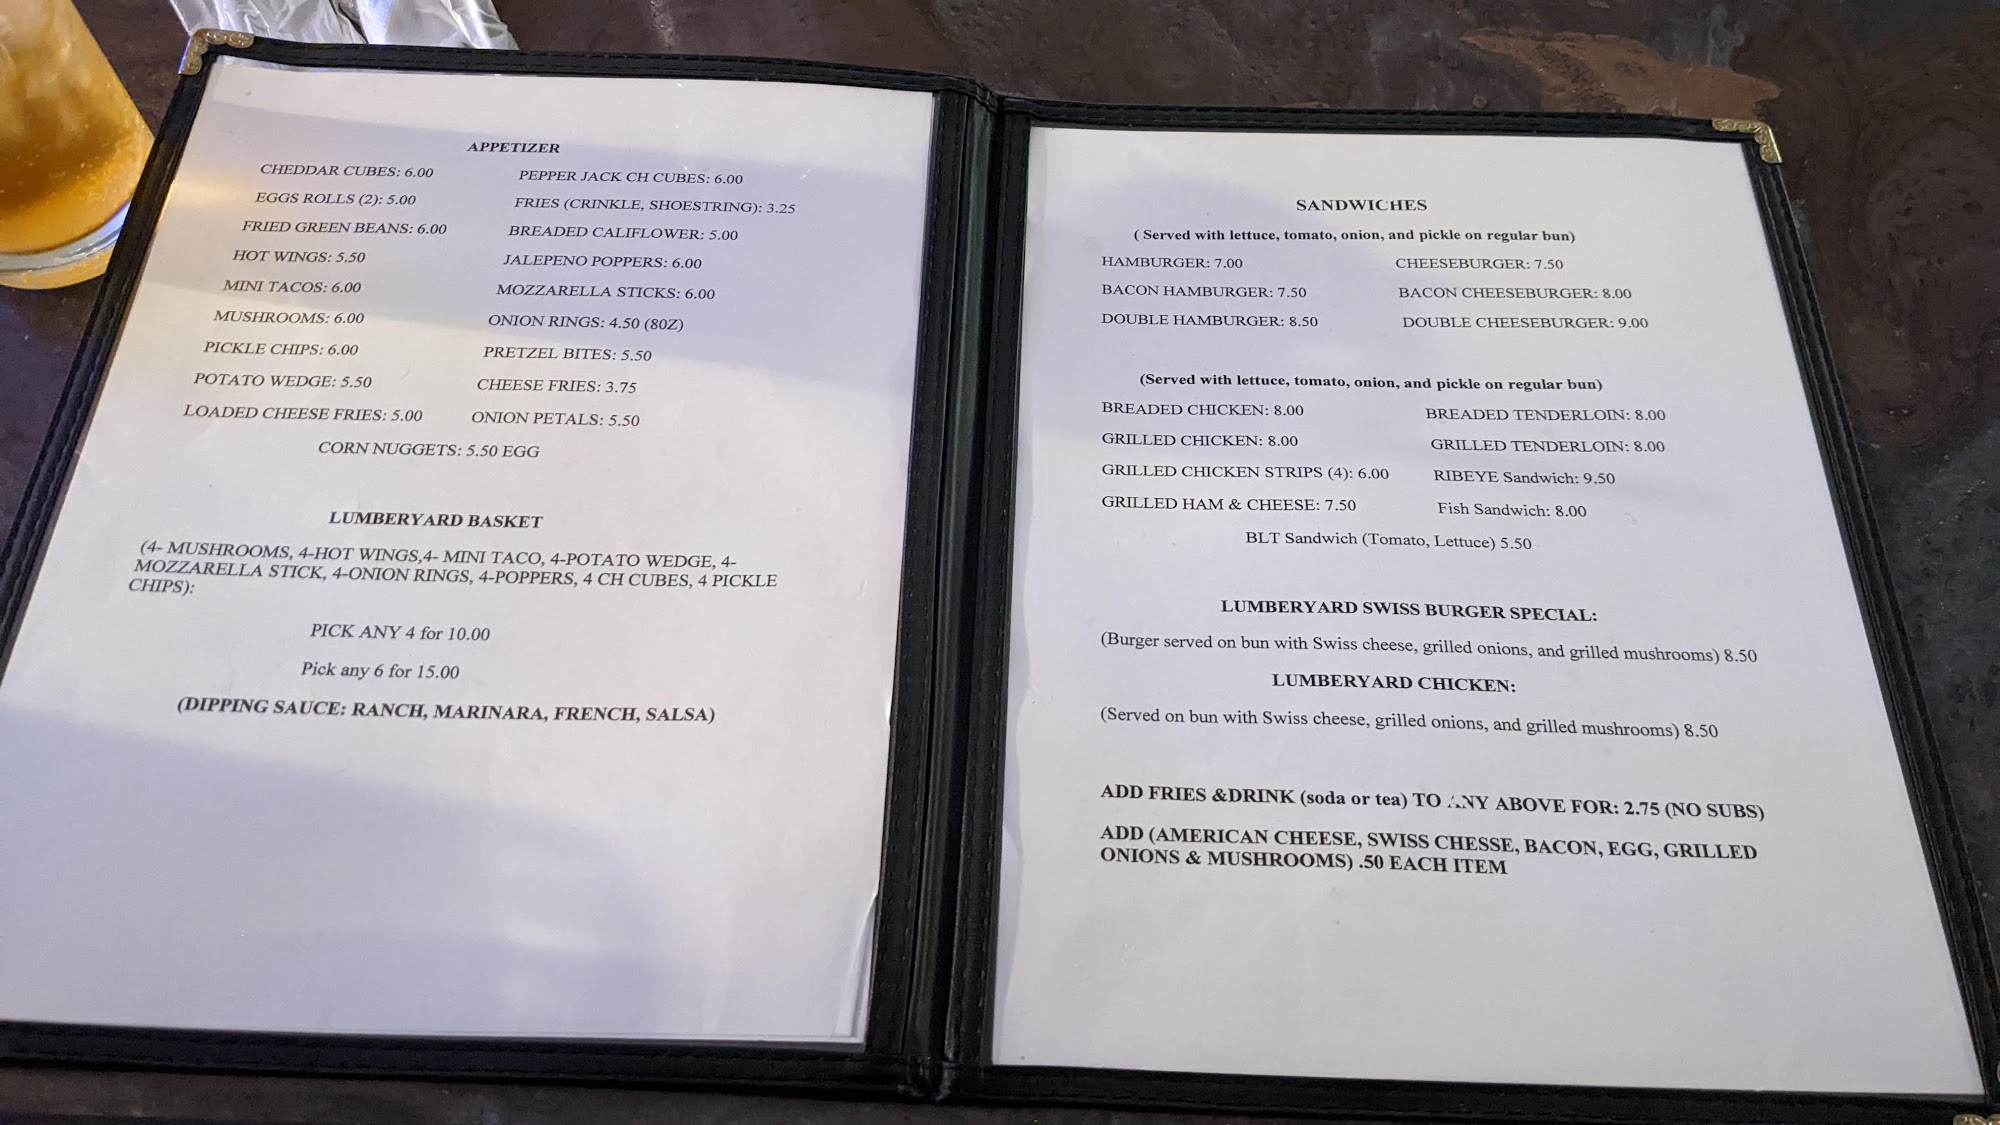 APPETIZER
CHEDDAR CUBES: 6.00 PEPPER JACK CH CUBES: 6.00
EGGS ROLLS (2): 5.00 FRIES (CRINKLE, SHOESTRING): 3.25
FRIED GREEN BEANS: 6.00 BREADED CALIFLOWER: 5.00
HOT WINGS: 5.50 JALEPENO POPPERS: 6.00
MINI TACOS: 6.00 MOZZARELLA STICKS: 6.00
MUSHROOMS: 6.00 ONION RINGS: 4.50 (8OZ)
PICKLE CHIPS: 6.00 PRETZEL BITES: 5.50
POTATO WEDGE: 5.50 CHEESE FRIES: 3.75
LOADED CHEESE FRIES: 5.00 ONION PETALS: 5.50
CORN NUGGETS: 5.50 EGG
LUMBERYARD BASKET
(4- MUSHROOMS, 4-HOT WINGS,4- MINI TACO, 4-POTATO WEDGE, 4-
MOZZARELLA STICK, 4-ONION RINGS, 4-POPPERS, 4 CH CUBES, 4 PICKLE
CHIPS):
PICK ANY 4 for 10.00
Pick any 6 for 15.00
(DIPPING SAUCE: RANCH, MARINARA, FRENCH, SALSA)
SANDWICHES
( Served with lettuce, tomato, onion, and pickle on regular bun)
HAMBURGER: 7.00 CHEESEBURGER: 7.50
BACON HAMBURGER: 7.50 BACON CHEESEBURGER: 8.00
DOUBLE HAMBURGER: 8.50 DOUBLE CHEESEBURGER: 9.00
(Served with lettuce, tomato, onion, and pickle on regular bun)
BREADED CHICKEN: 8.00 BREADED TENDERLOIN: 8.00
GRILLED CHICKEN: 8.00 GRILLED TENDERLOIN: 8.00
GRILLED CHICKEN STRIPS (4): 6.00 RIBEYE Sandwich: 9.50
GRILLED HAM & CHEESE: 7.50 Fish Sandwich: 8.00
BLT Sandwich (Tomato, Lettuce) 5.50
LUMBERYARD SWISS BURGER SPECIAL:
(Burger served on bun with Swiss cheese, grilled onions, and grilled mushrooms) 8.50
LUMBERYARD CHICKEN:
(Served on bun with Swiss cheese, grilled onions, and grilled mushrooms) 8.50
ADD FRIES &DRINK (soda or tea) TO ANY ABOVE FOR: 2.75 (NO SUBS)
ADD (AMERICAN CHEESE, SWISS CHESSE, BACON, EGG, GRILLED
ONIONS & MUSHROOMS) .50 EACH ITEM